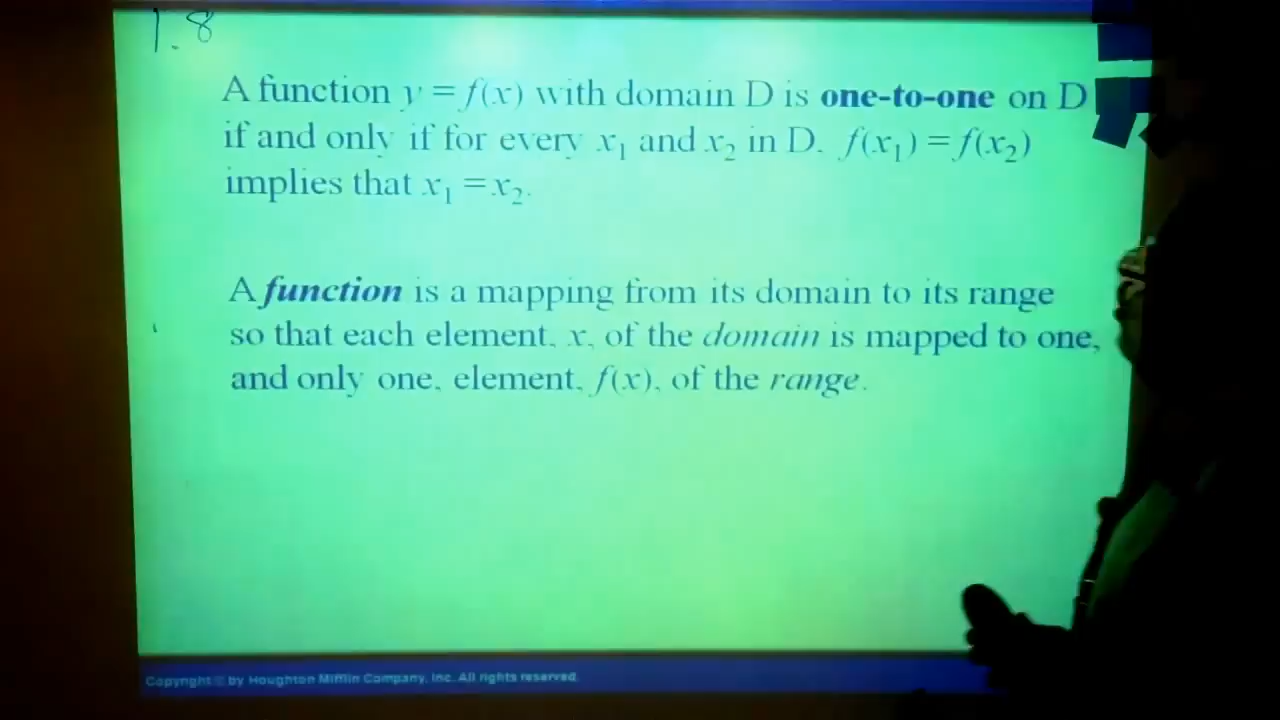 1.8
A function y = f(x) with domain D is one-to-one on D
if and only if for every x₁ and x₂ in D, f(x₁) = f(x₂)
implies that x₁ = x₂.
A function is a mapping from its domain to its range
so that each element, x, of the domain is mapped to one,
and only one, element, f(x), of the range.
Copyright © by Houghton Mifflin Company, Inc. All rights reserved.